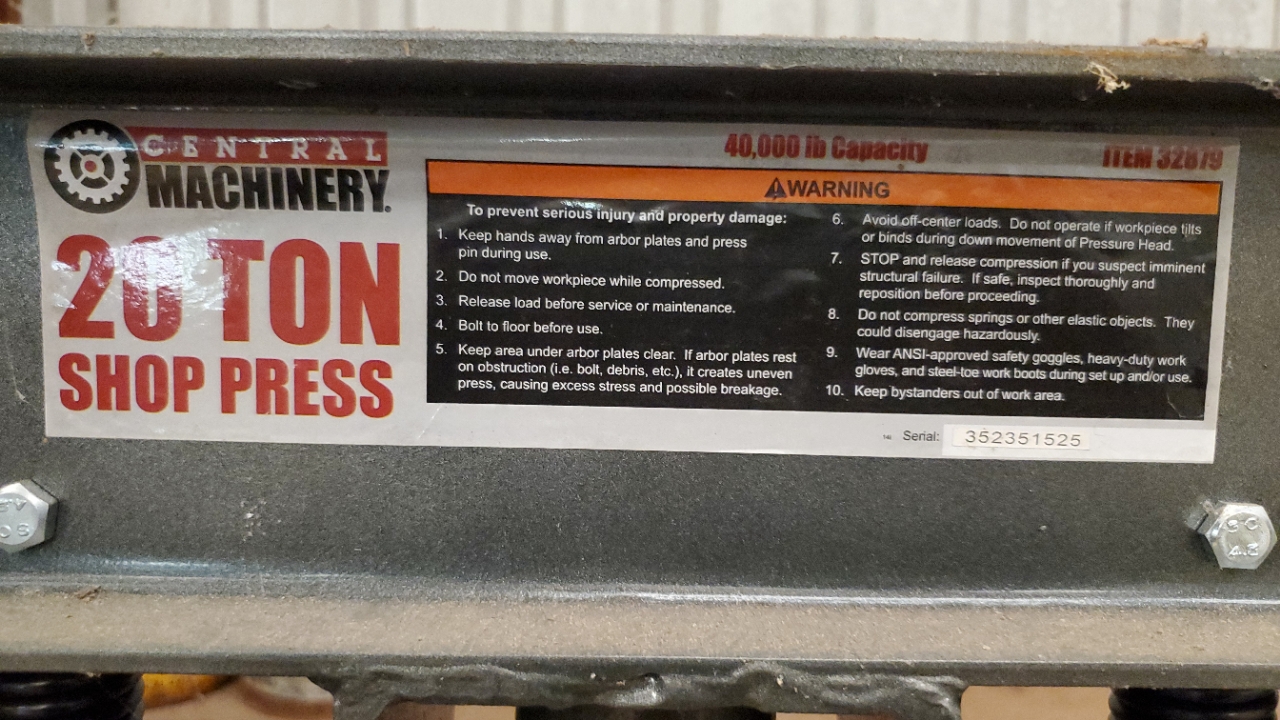 CENTRAL
MACHINERY.
20 TON
SHOP PRESS
40,000 lb Capacity
ITEM 32879
WARNING
To prevent serious injury and property damage:
1. Keep hands away from arbor plates and press
pin during use.
2. Do not move workpiece while compressed.
3. Release load before service or maintenance.
4. Bolt to floor before use.
5. Keep area under arbor plates clear. If arbor plates rest
on obstruction (i.e. bolt, debris, etc.), it creates uneven
press, causing excess stress and possible breakage.
6. Avoid off-center loads. Do not operate if workpiece tilts
or binds during down movement of Pressure Head.
7. STOP and release compression if you suspect imminent
structural failure. If safe, inspect thoroughly and
reposition before proceeding.
8. Do not compress springs or other elastic objects. They
could disengage hazardously.
9. Wear ANSI-approved safety goggles, heavy-duty work
gloves, and steel-toe work boots during set up and/or use.
10. Keep bystanders out of work area.
Serial: 352351525